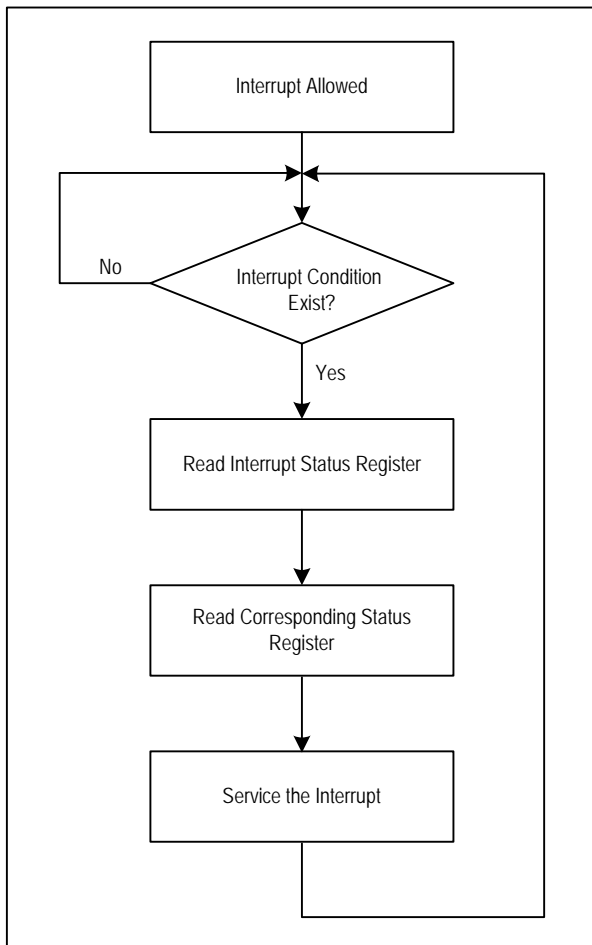 Interrupt Allowed
Interrupt Condition
Exist?
No
Yes
Read Interrupt Status Register
Read Corresponding Status
Register
Service the Interrupt